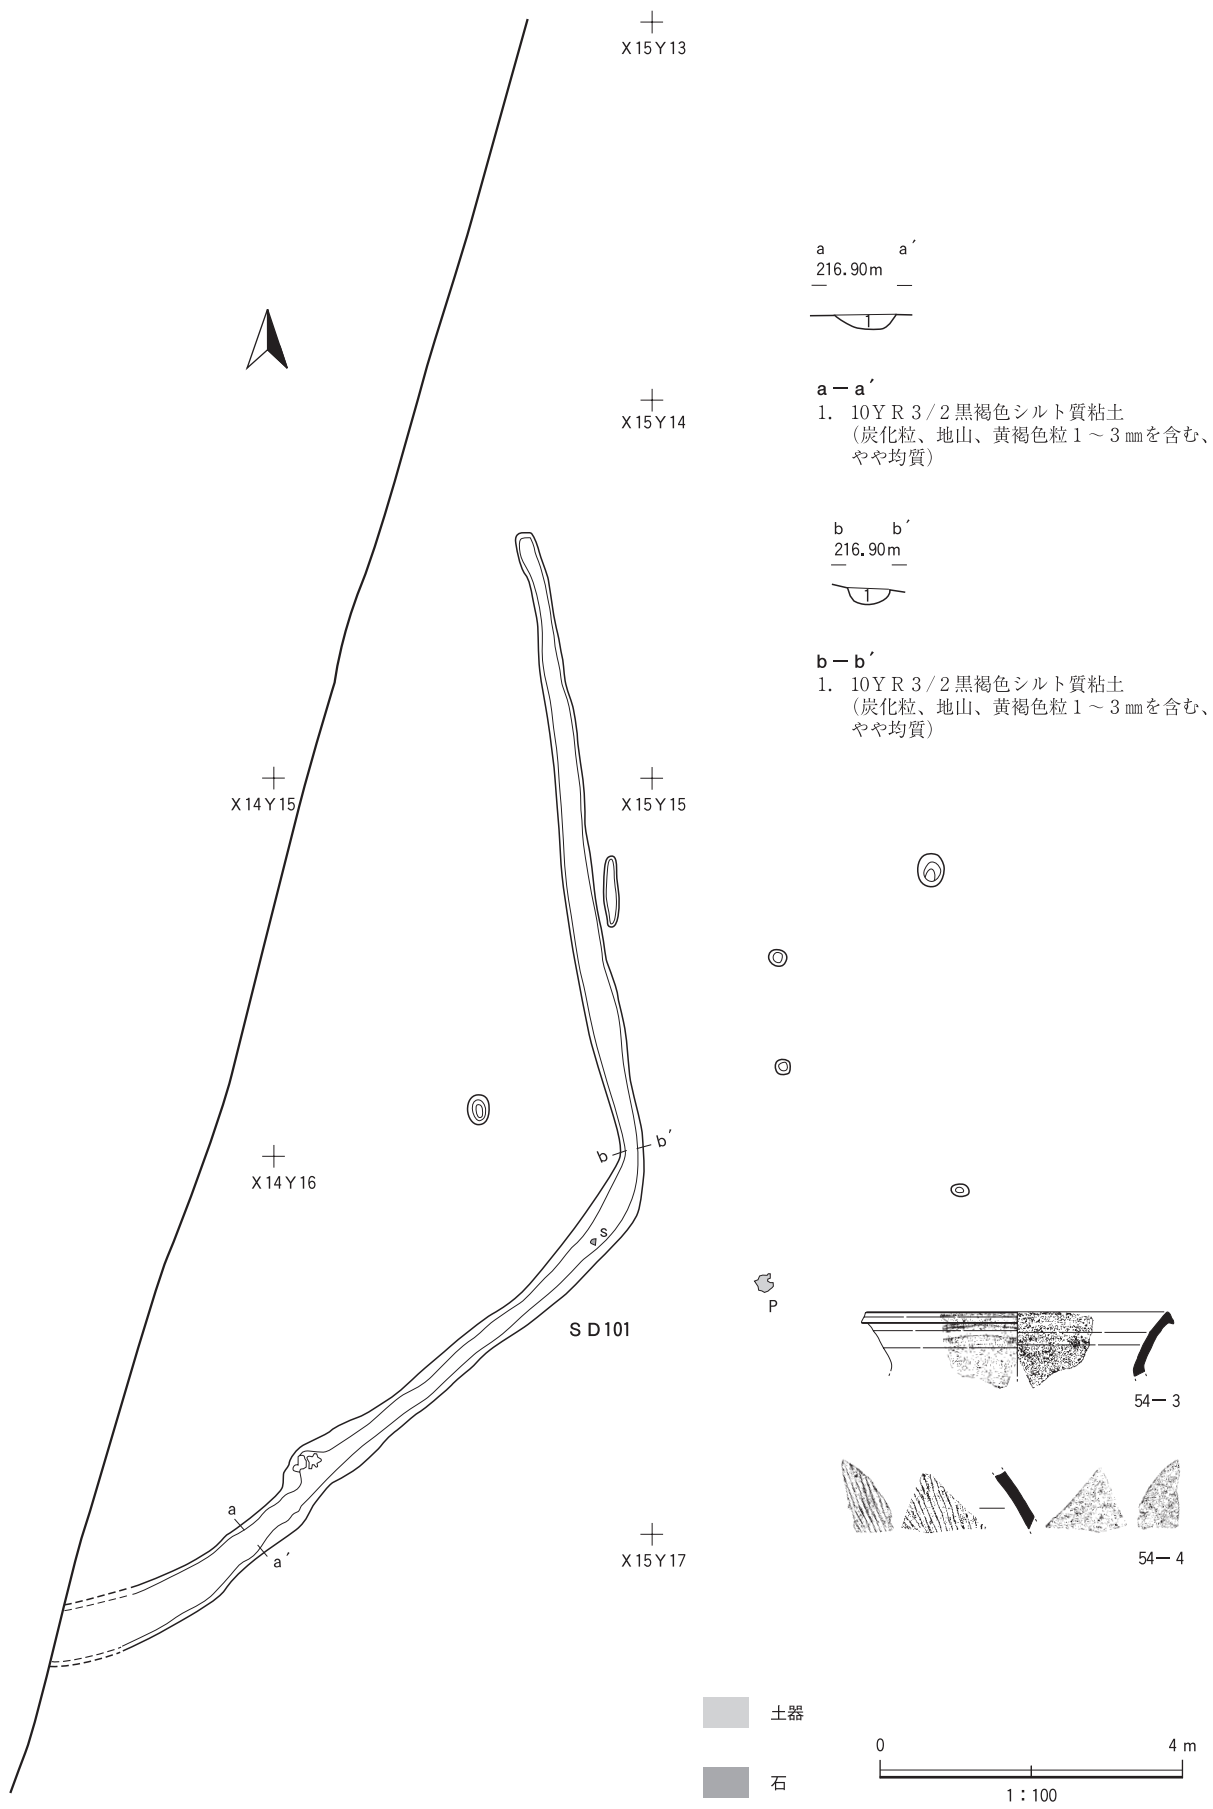 X15Y13
a a´
216.90m
1
a－a´
1. 10YR3/2黒褐色シルト質粘土
(炭化粒、地山、黄褐色粒1～3㎜を含む、
やや均質)
X15Y14
b b´
216.90m
1
b－b´
1. 10YR3/2黒褐色シルト質粘土
(炭化粒、地山、黄褐色粒1～3㎜を含む、
やや均質)
X14Y15
X15Y15
b b´
X14Y16
s
P
SD101
54－3
a
a´
X15Y17
54－4
土器
石
0 4m
1：100